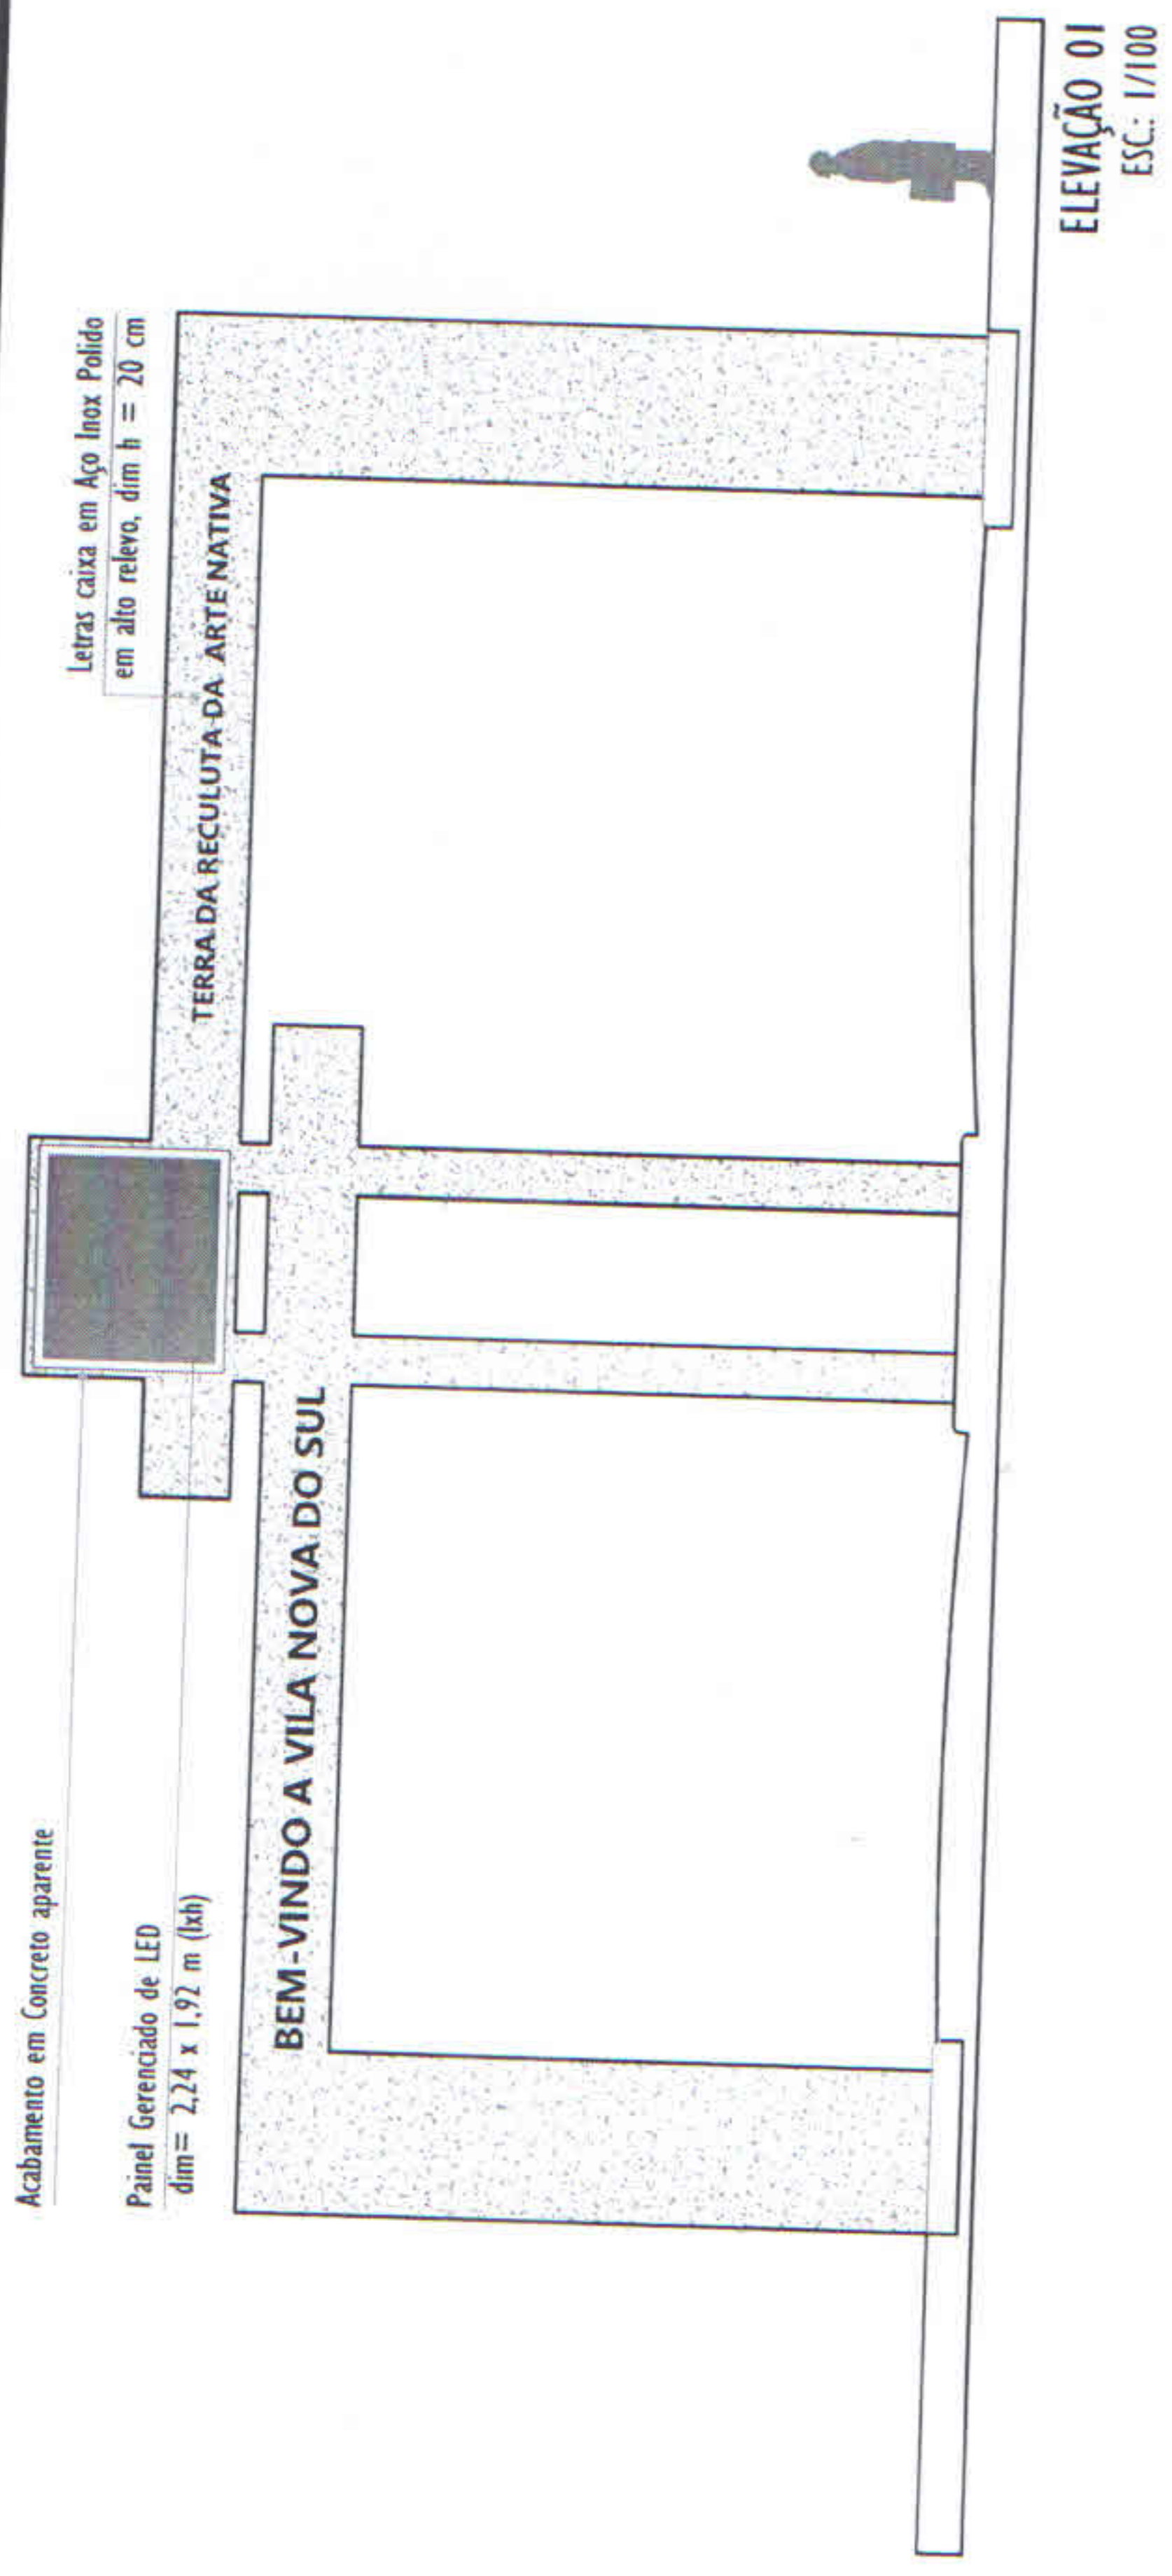 Acabamento em Concreto aparente
Painel Gerenciado de LED
dim= 2,24 x 1,92 m (lxh)
Letras caixa em Aço Inox Polido
em alto relevo, dim h = 20 cm
TERRA DA RECULUTA DA ARTE NATIVA
BEM-VINDO A VILA NOVA DO SUL
ELEVAÇÃO 01
ESC.: 1/100